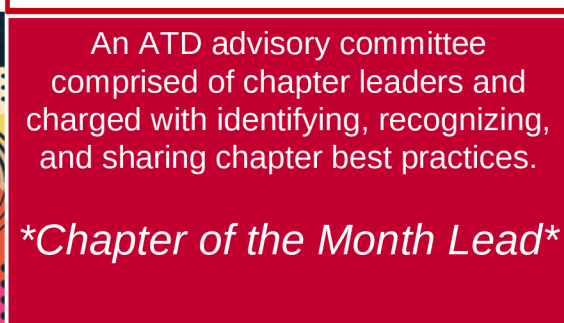 An ATD advisory committee
comprised of chapter leaders and
charged with identifying, recognizing,
and sharing chapter best practices.
*Chapter of the Month Lead*